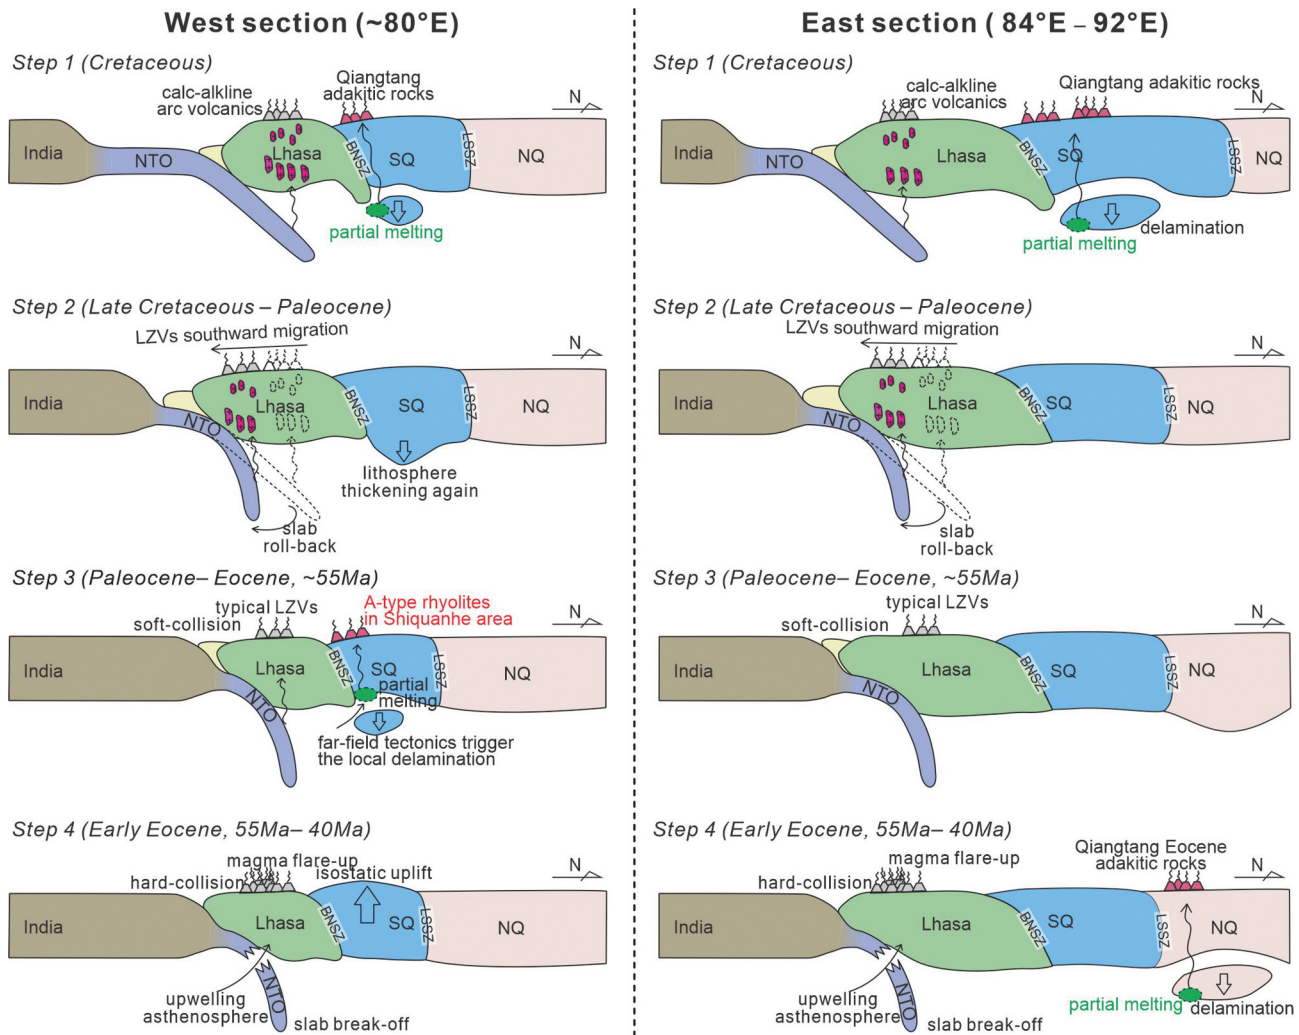 West section (~80°E)
Step 1 (Cretaceous)
calc-alkline
arc volcanics
Qiangtang
adakitic rocks
N
India
NTO
Lhasa
BNSZ
SQ
LSSZ
NQ
partial melting
Step 2 (Late Cretaceous – Paleocene)
LZVs southward migration
N
India
NTO
Lhasa
BNSZ
SQ
LSSZ
NQ
lithosphere
thickening again
slab
roll-back
Step 3 (Paleocene– Eocene, ~55Ma)
typical LZVs
A-type rhyolites
in Shiquanhe area
soft-collision
N
India
NTO
Lhasa
BNSZ
SQ
LSSZ
NQ
partial
melting
far-field tectonics trigger
the local delamination
Step 4 (Early Eocene, 55Ma– 40Ma)
magma flare-up
hard-collision
isostatic uplift
N
India
Lhasa
BNSZ
SQ
LSSZ
NQ
NTO
upwelling
asthenosphere
slab break-off
East section ( 84°E – 92°E)
Step 1 (Cretaceous)
calc-alkline
arc volcanics
Qiangtang adakitic rocks
N
India
NTO
Lhasa
BNSZ
SQ
LSSZ
NQ
partial melting
delamination
Step 2 (Late Cretaceous – Paleocene)
LZVs southward migration
N
India
NTO
Lhasa
BNSZ
SQ
LSSZ
NQ
slab
roll-back
Step 3 (Paleocene– Eocene, ~55Ma)
typical LZVs
soft-collision
N
India
NTO
Lhasa
BNSZ
SQ
LSSZ
NQ
Step 4 (Early Eocene, 55Ma– 40Ma)
magma flare-up
hard-collision
Qiangtang Eocene
adakitic rocks
N
India
Lhasa
BNSZ
SQ
LSSZ
NQ
NTO
upwelling
asthenosphere
slab break-off
partial melting
delamination